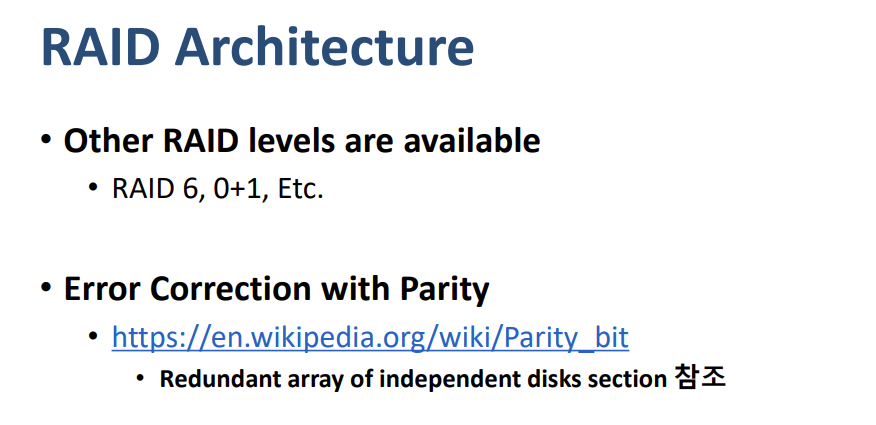 RAID Architecture
• Other RAID levels are available
• RAID 6, 0+1, Etc.
• Error Correction with Parity
• https://en.wikipedia.org/wiki/Parity_bit
• Redundant array of independent disks section 참조